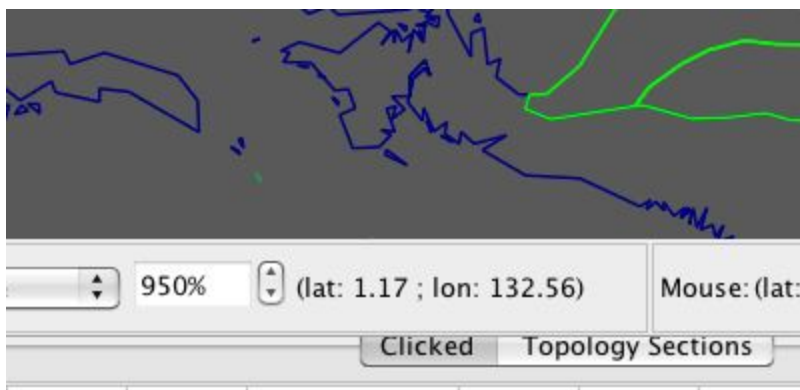 950% (lat: 1.17 ; lon: 132.56) Mouse: (lat:
Clicked Topology Sections